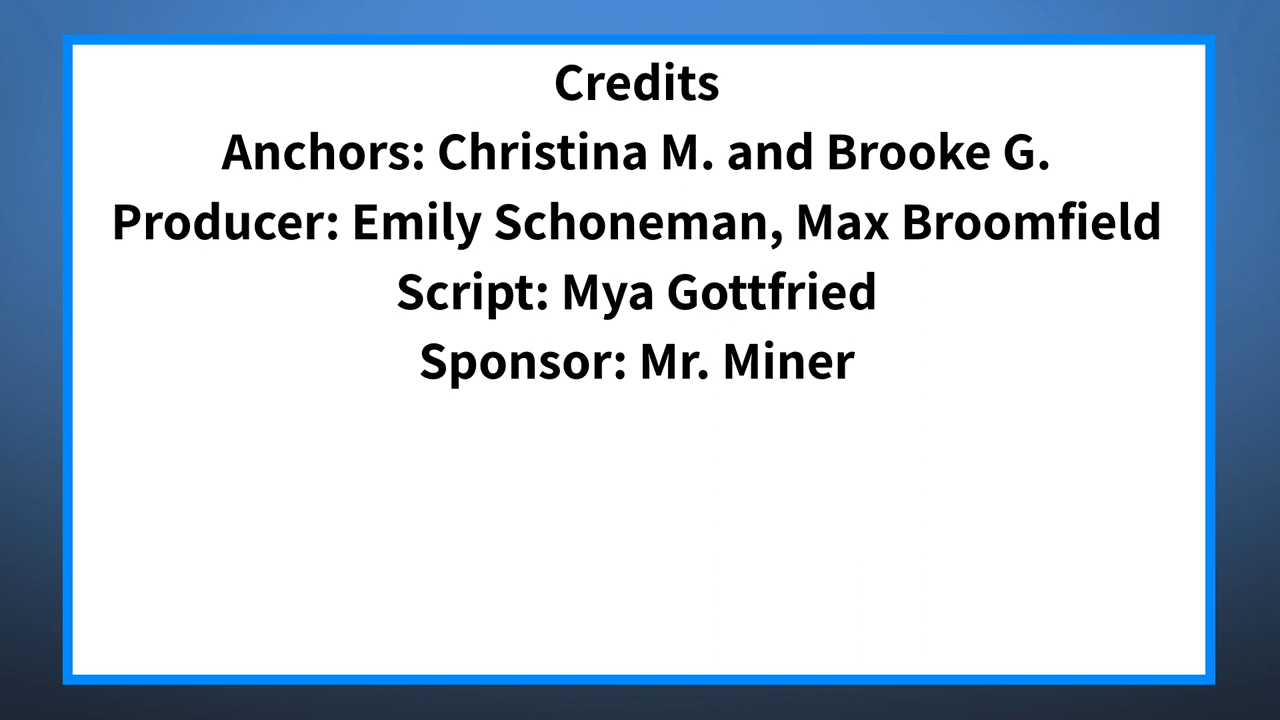 Credits
Anchors: Christina M. and Brooke G.
Producer: Emily Schoneman, Max Broomfield
Script: Mya Gottfried
Sponsor: Mr. Miner